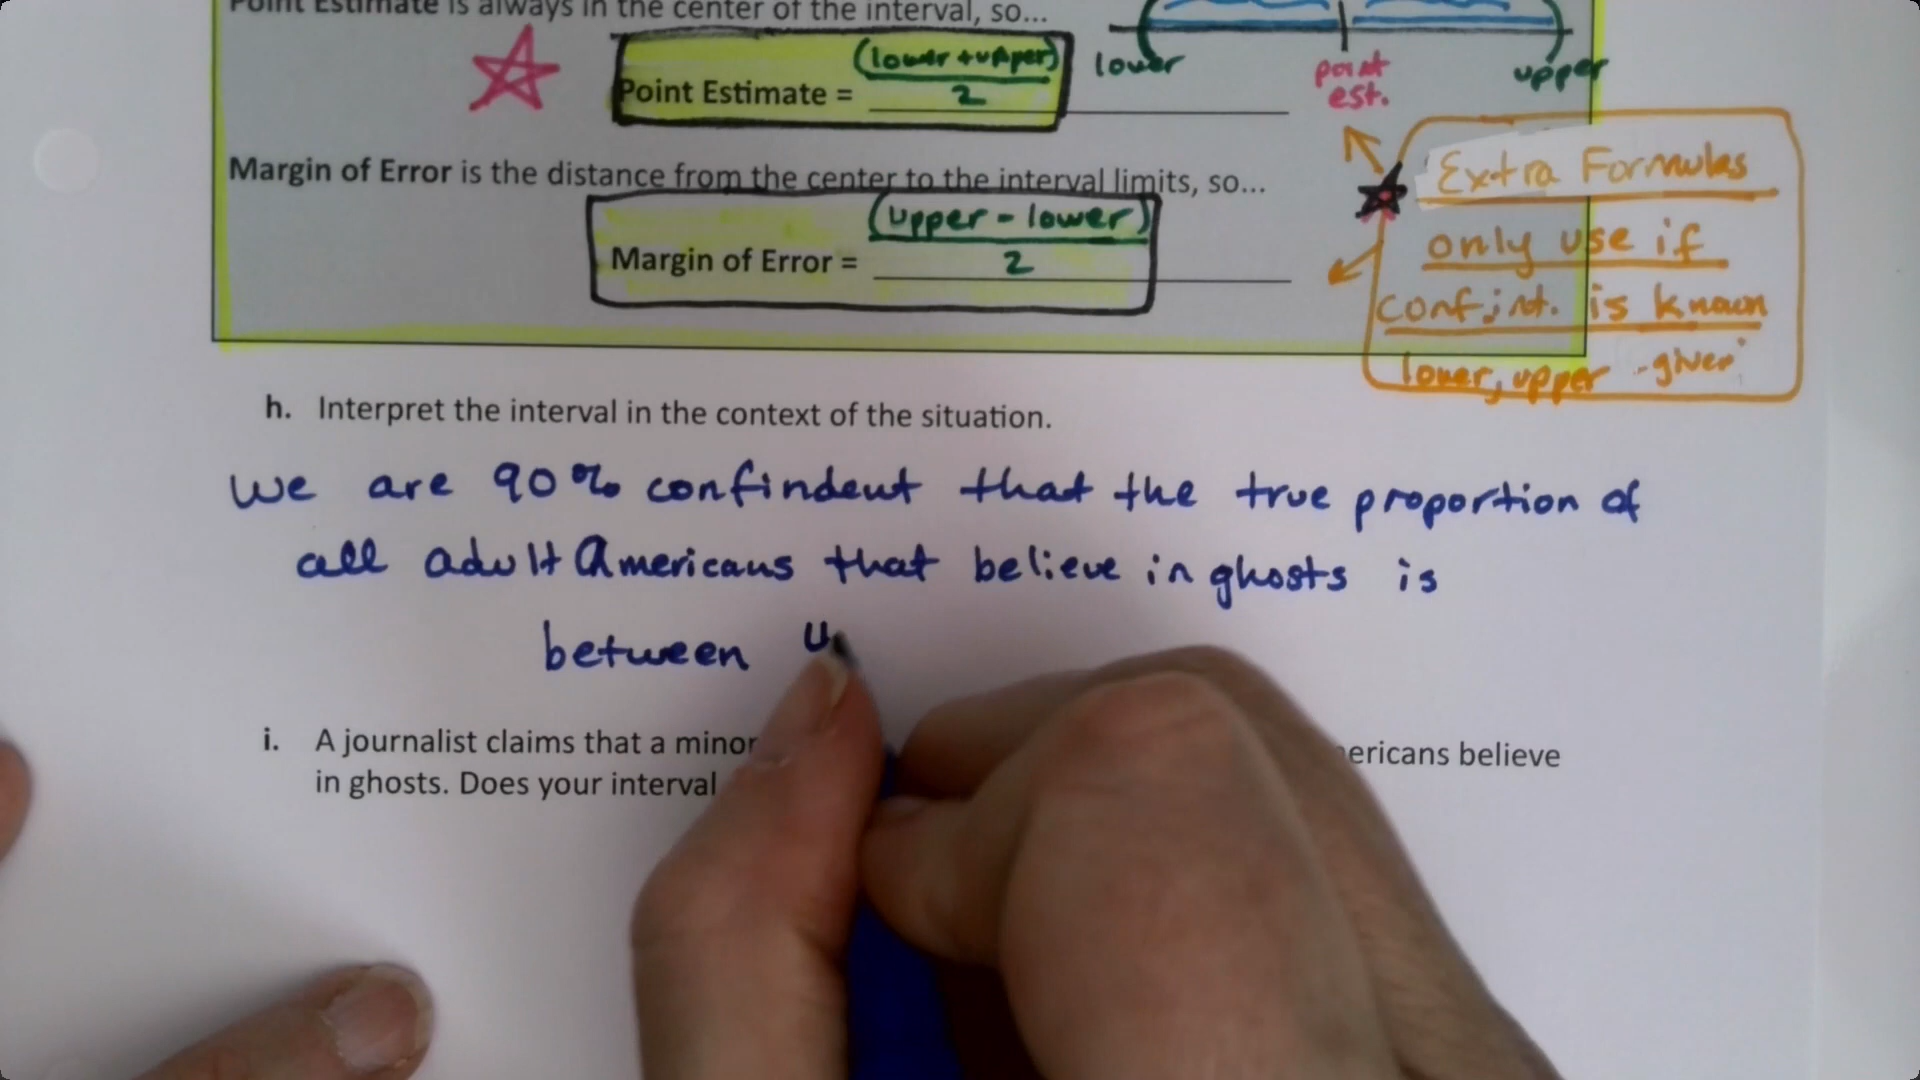 Point Estimate is always in the center of the interval, so...
(lower + upper)
Point Estimate =
2
lower
point
est.
upper
Margin of Error is the distance from the center to the interval limits, so...
(upper - lower)
Margin of Error =
2
Extra Formulas
only use if
conf. int. is known
lower, upper - given
h. Interpret the interval in the context of the situation.
We are 90% confindent that the true proportion of
all adult Americans that believe in ghosts is
between
i. A journalist claims that a ericans believe
in ghosts. Does your interval